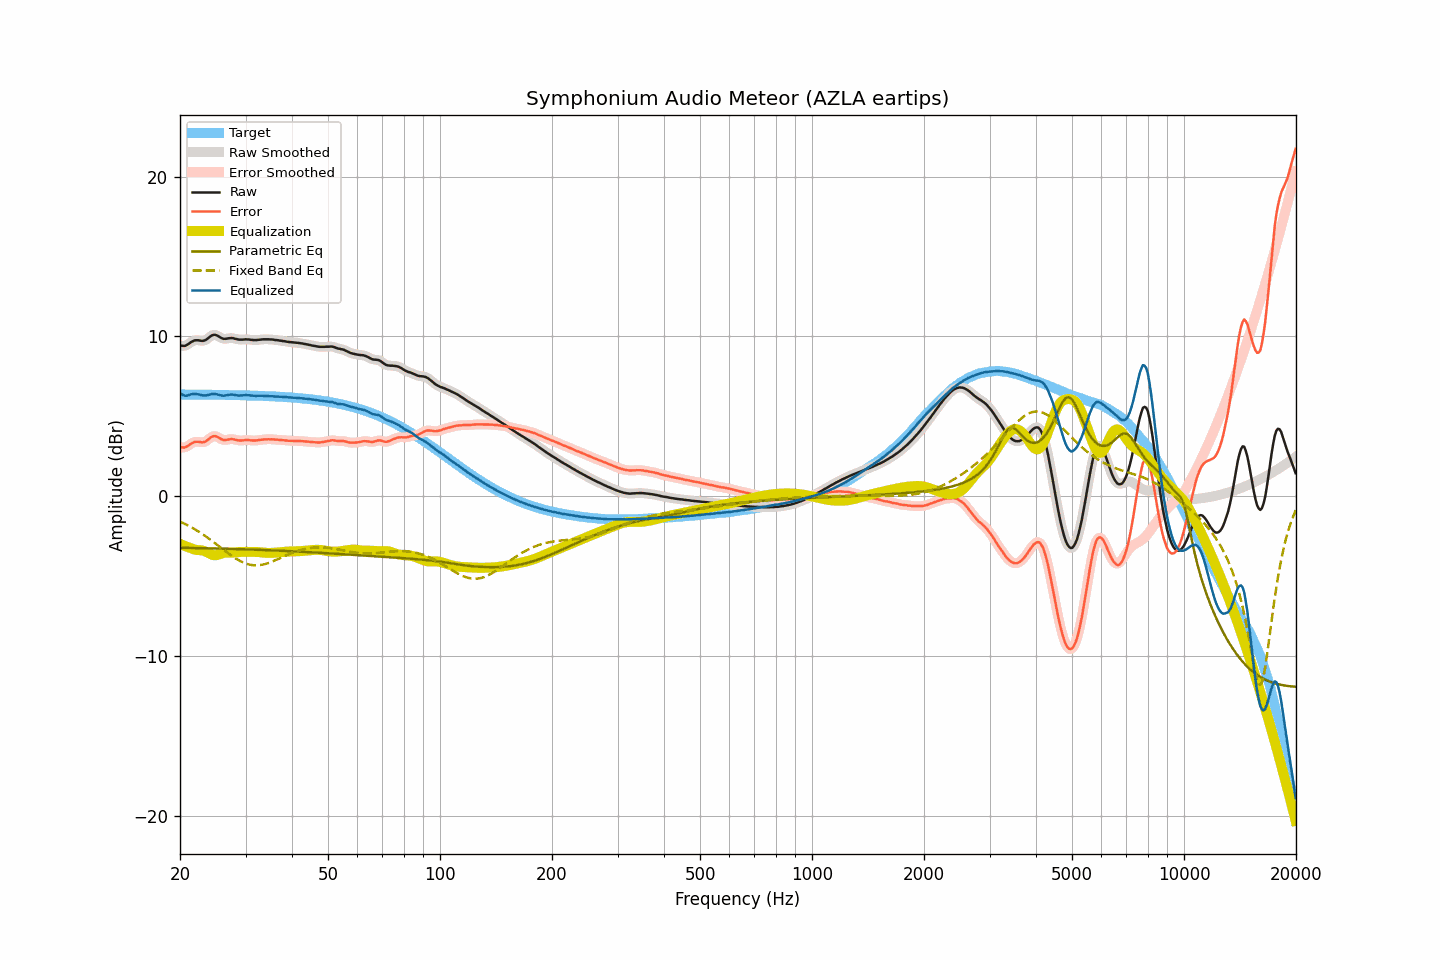 Symphonium Audio Meteor (AZLA eartips)
Target
Raw Smoothed
Error Smoothed
Raw
Error
Equalization
Parametric Eq
Fixed Band Eq
Equalized
20
10
0
−10
−20
Amplitude (dBr)
20 50 100 200 500 1000 2000 5000 10000 20000
Frequency (Hz)